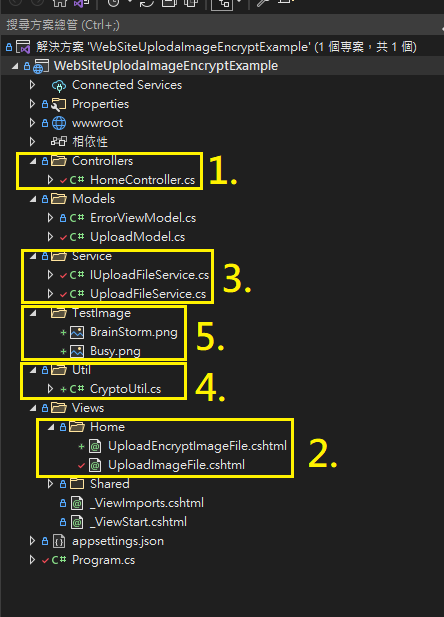 搜尋方案總管 (Ctrl+;)
解決方案 'WebSiteUplodaImageEncryptExample' (1 個專案，共 1 個)
WebSiteUplodaImageEncryptExample
Connected Services
Properties
wwwroot
相依性
Controllers
C# HomeController.cs
1.
Models
C# ErrorViewModel.cs
C# UploadModel.cs
Service
C# IUploadFileService.cs
C# UploadFileService.cs
3.
TestImage
BrainStorm.png
Busy.png
5.
Util
C# CryptoUtil.cs
4.
Views
Home
UploadEncryptImageFile.cshtml
UploadImageFile.cshtml
2.
Shared
_ViewImports.cshtml
_ViewStart.cshtml
appsettings.json
C# Program.cs